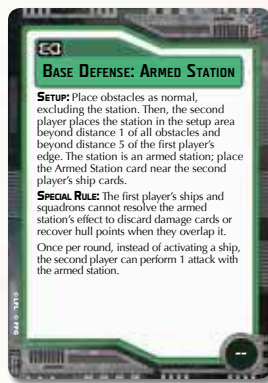 BASE DEFENSE: ARMED STATION
SETUP: Place obstacles as normal,
excluding the station. Then, the second
player places the station in the setup area
beyond distance 1 of all obstacles and
beyond distance 5 of the first player's
edge. The station is an armed station; place
the Armed Station card near the second
player's ship cards.
SPECIAL RULE: The first player's ships and
squadrons cannot resolve the armed
station's effect to discard damage cards or
recover hull points when they overlap it.
Once per round, instead of activating a ship,
the second player can perform 1 attack with
the armed station.
© LFL © FFG
--